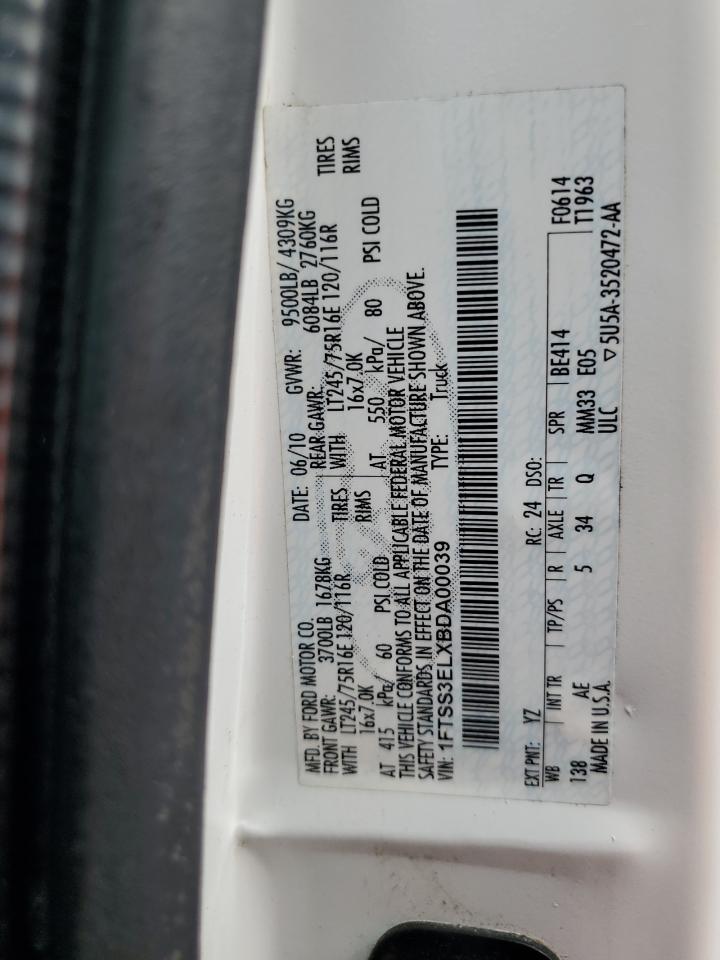 MFD. BY FORD MOTOR CO. DATE: 06/10 GVWR: 9500LB/ 4309KG
FRONT GAWR: 3700LB 1678KG REAR GAWR: 6084LB 2760KG
WITH LT245/75R16E 120/116R TIRES WITH LT245/75R16E 120/116R TIRES
16x7.0K RIMS 16x7.0K RIMS
AT 415 kPa/ 60 PSI COLD AT 550 kPa/ 80 PSI COLD
THIS VEHICLE CONFORMS TO ALL APPLICABLE FEDERAL MOTOR VEHICLE
SAFETY STANDARDS IN EFFECT ON THE DATE OF MANUFACTURE SHOWN ABOVE.
VIN: 1FTSS3ELXBDA00039 TYPE: Truck
EXT PNT: YZ RC: 24 DSO:
WB INT TR TP/PS R AXLE TR SPR BE414 F0614
138 AE 5 34 Q MM33 E05 T1963
MADE IN U.S.A. ULC ▽5U5A-3520472-AA